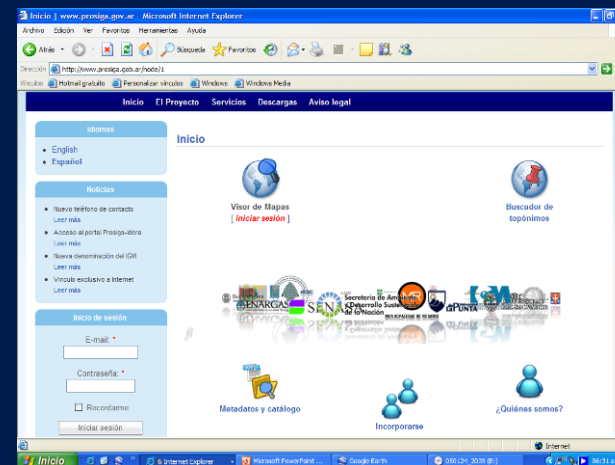 Inicio | www.prosiga.gov.ar - Microsoft Internet Explorer
Archivo Edición Ver Favoritos Herramientas Ayuda
Atrás Búsqueda Favoritos
Dirección http://www.prosiga.gob.ar/node/1
Vínculos Hotmail gratuito Personalizar vínculos Windows Windows Media
Inicio El Proyecto Servicios Descargas Aviso legal
Idiomas
English
Español
Noticias
Nuevo teléfono de contacto
Leer más
Acceso al portal Prosiga-Idera
Leer más
Nueva denominación del IGM
Leer más
Vínculo exclusivo a Internet
Leer más
Inicio de sesión
E-mail: *
Contraseña: *
Recordarme
Iniciar sesión
Inicio
Visor de Mapas
[ iniciar sesión ]
Buscador de
topónimos
ENARGAS
Secretaría de
Desarrollo
de la Nación
Metadatos y catálogo
Incorporarse
¿Quiénes somos?
Internet
Inicio
6 Internet Explorer
Microsoft PowerPoint ...
Google Earth